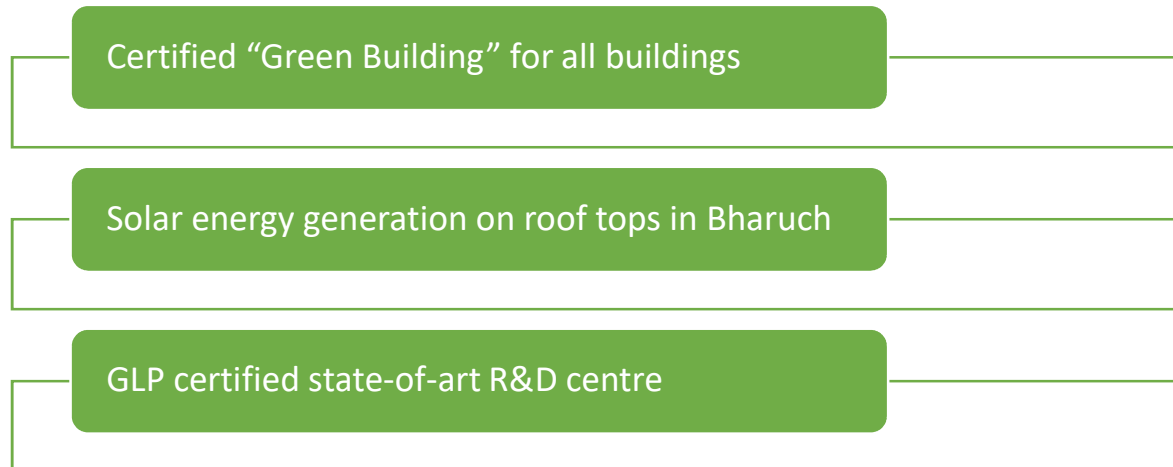 Certified “Green Building” for all buildings
Solar energy generation on roof tops in Bharuch
GLP certified state-of-art R&D centre